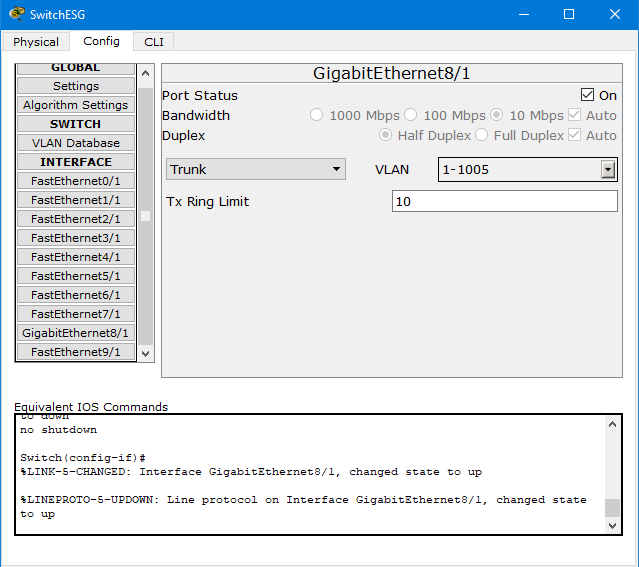 SwitchESG
Physical
Config
CLI
GLOBAL
Settings
Algorithm Settings
SWITCH
VLAN Database
INTERFACE
FastEthernet0/1
FastEthernet1/1
FastEthernet2/1
FastEthernet3/1
FastEthernet4/1
FastEthernet5/1
FastEthernet6/1
FastEthernet7/1
GigabitEthernet8/1
FastEthernet9/1
GigabitEthernet8/1
Port Status On
Bandwidth 1000 Mbps 100 Mbps 10 Mbps Auto
Duplex Half Duplex Full Duplex Auto
Trunk VLAN 1-1005
Tx Ring Limit 10
Equivalent IOS Commands
to down
no shutdown
Switch(config-if)#
%LINK-5-CHANGED: Interface GigabitEthernet8/1, changed state to up
%LINEPROTO-5-UPDOWN: Line protocol on Interface GigabitEthernet8/1, changed state
to up